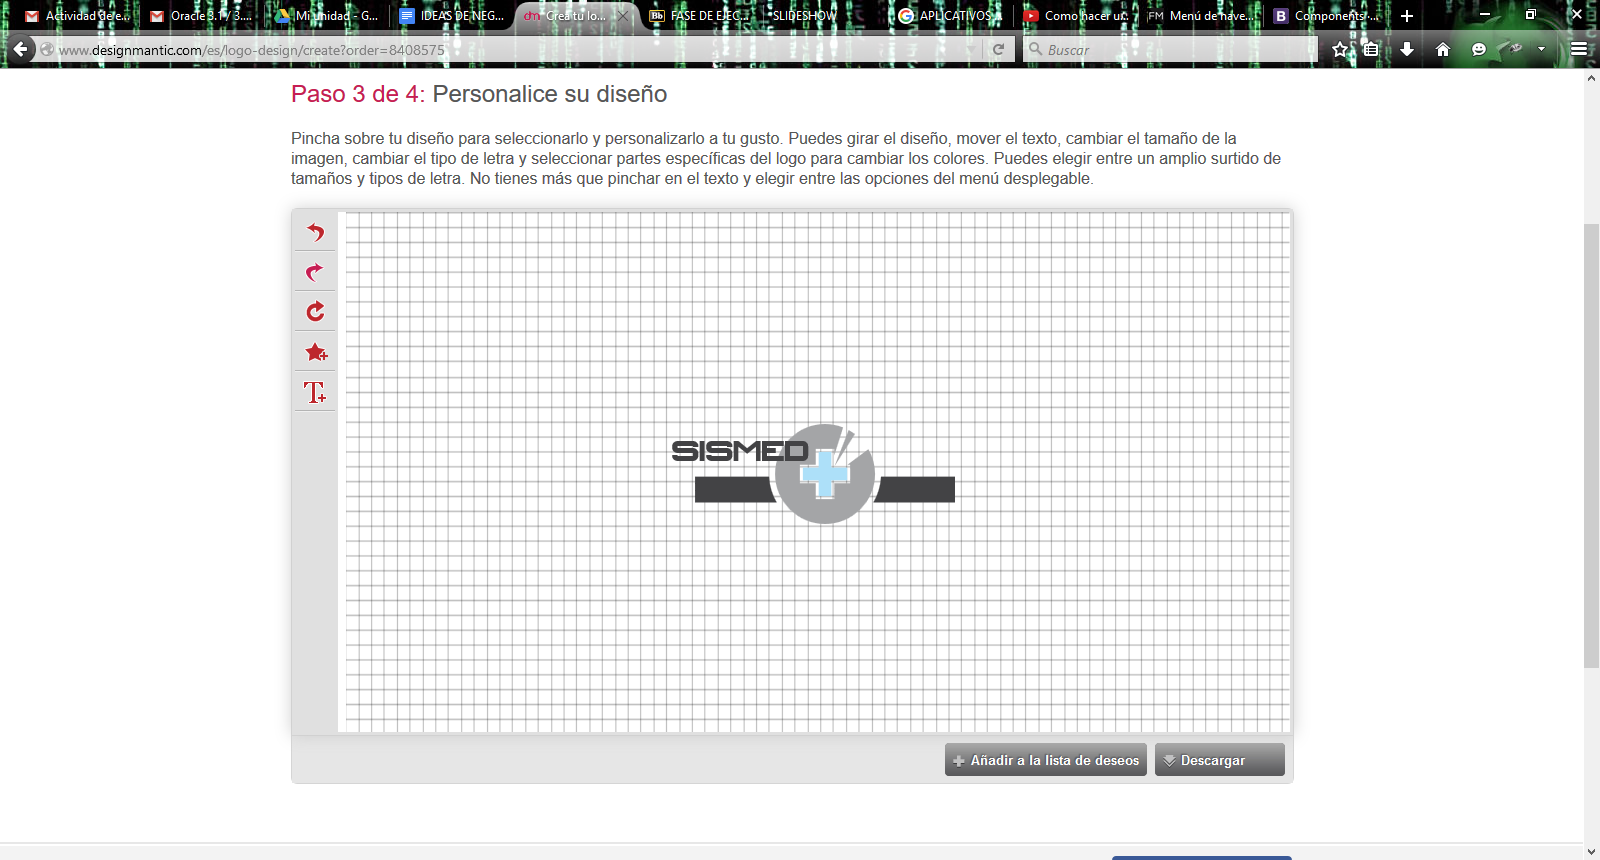 Actividad de e...
Oracle 3.1 / 3....
Mi unidad - G...
IDEAS DE NEG...
dm Crea tu lo...
Bb FASE DE EJEC...
SLIDESHOW
G APLICATIVOS...
Como hacer u...
FM Menú de nave...
B Components ·...
www.designmantic.com/es/logo-design/create?order=8408575
Buscar
Paso 3 de 4: Personalice su diseño
Pincha sobre tu diseño para seleccionarlo y personalizarlo a tu gusto. Puedes girar el diseño, mover el texto, cambiar el tamaño de la
imagen, cambiar el tipo de letra y seleccionar partes específicas del logo para cambiar los colores. Puedes elegir entre un amplio surtido de
tamaños y tipos de letra. No tienes más que pinchar en el texto y elegir entre las opciones del menú desplegable.
T+
SISMED
Añadir a la lista de deseos
Descargar